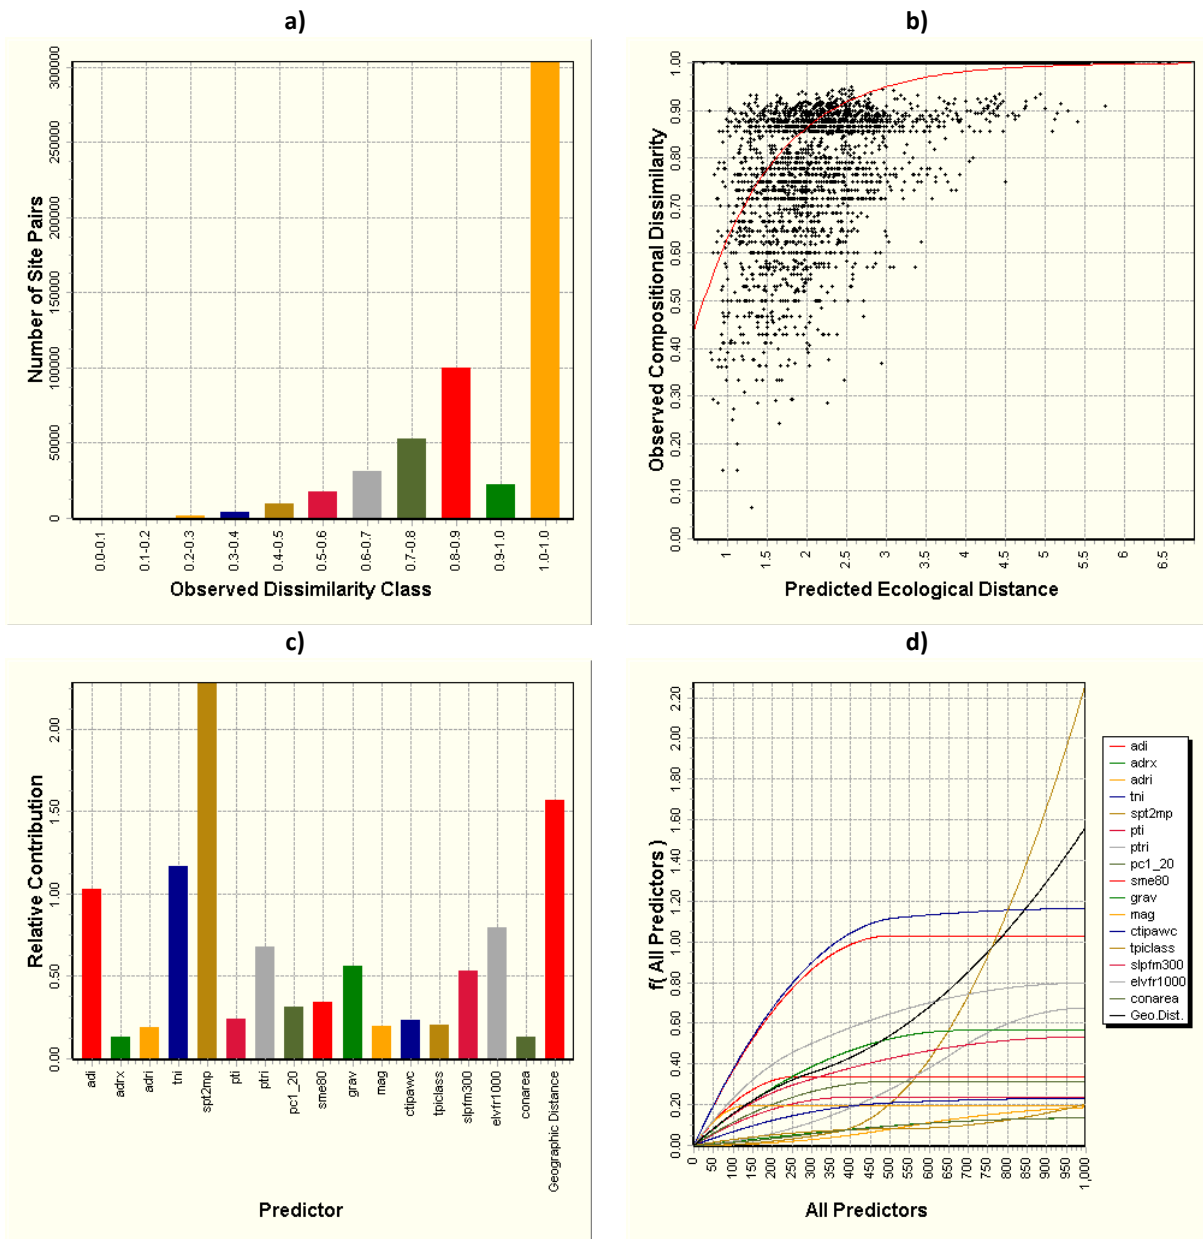 a)
Number of Site Pairs
300000
250000
200000
150000
100000
50000
0
0.0-0.1
0.1-0.2
0.2-0.3
0.3-0.4
0.4-0.5
0.5-0.6
0.6-0.7
0.7-0.8
0.8-0.9
0.9-1.0
1.0-1.0
Observed Dissimilarity Class
b)
Observed Compositional Dissimilarity
1.00
0.90
0.80
0.70
0.60
0.50
0.40
0.30
0.20
0.10
0.00
1
1.5
2
2.5
3
3.5
4
4.5
5
5.5
6
6.5
Predicted Ecological Distance
c)
Relative Contribution
2.00
1.50
1.00
0.50
0.00
adi
adrx
adri
tni
spt2mp
pti
ptri
pc1_20
sme80
grav
mag
ctipawc
tpiclass
slpfm300
elvfr1000
conarea
Geographic Distance
Predictor
d)
f( All Predictors )
2.20
2.00
1.80
1.60
1.40
1.20
1.00
0.80
0.60
0.40
0.20
0.00
0
50
100
150
200
250
300
350
400
450
500
550
600
650
700
750
800
850
900
950
1,000
All Predictors
adi
adrx
adri
tni
spt2mp
pti
ptri
pc1_20
sme80
grav
mag
ctipawc
tpiclass
slpfm300
elvfr1000
conarea
Geo.Dist.